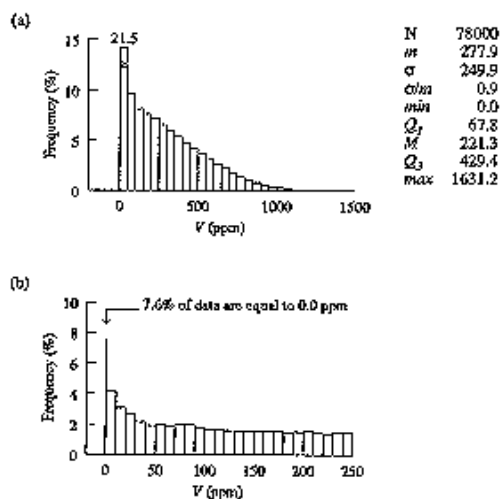 (a)
21.5
15
10
5
0
Frequency (%)
0 500 1000 1500
V (ppm)
N 78000
m 277.9
σ 249.9
σ/m 0.9
min 0.0
Q1 67.8
M 221.3
Q3 429.4
max 1631.2
(b)
7.6% of data are equal to 0.0 ppm
10
8
6
4
2
0
Frequency (%)
0 50 100 150 200 250
V (ppm)